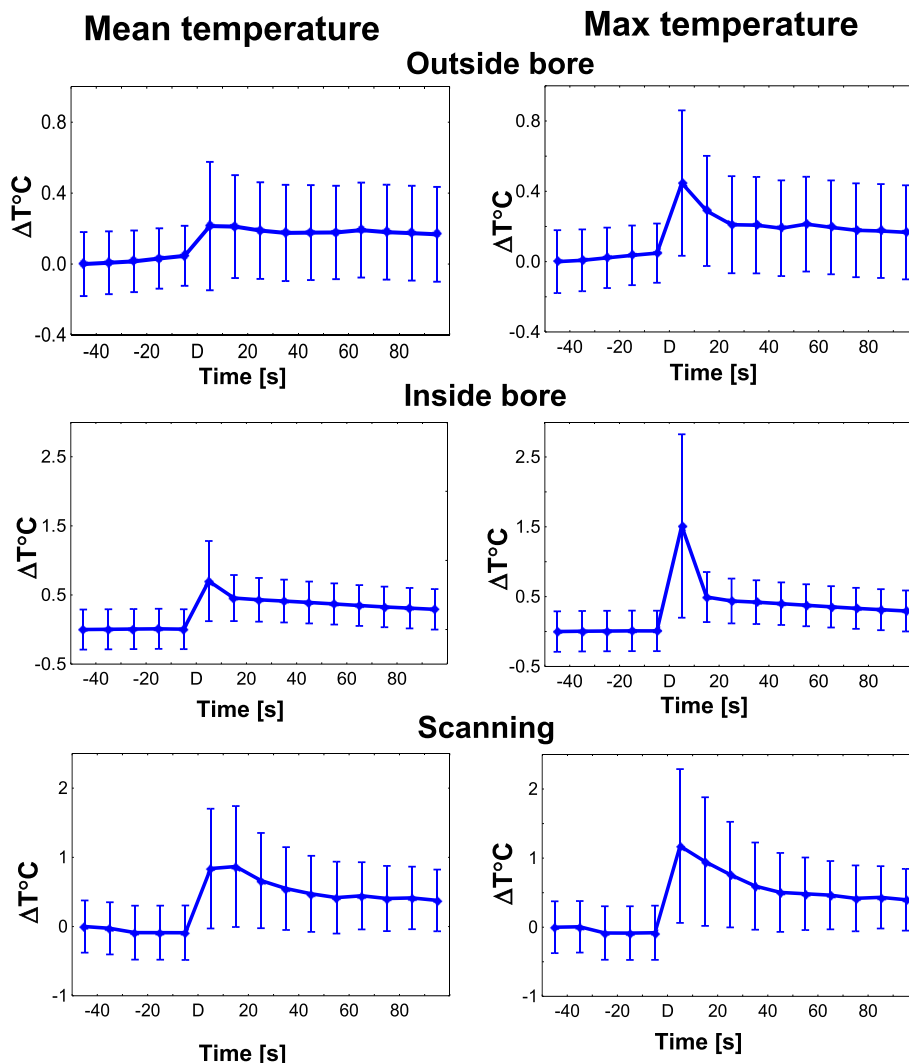 Mean temperature
Max temperature
Outside bore
ΔT°C
0.8
0.4
0.0
-0.4
-40 -20 D 20 40 60 80
Time [s]
ΔT°C
0.8
0.4
0.0
-0.4
-40 -20 D 20 40 60 80
Time [s]
Inside bore
ΔT°C
2.5
1.5
0.5
-0.5
-40 -20 D 20 40 60 80
Time [s]
ΔT°C
2.5
1.5
0.5
-0.5
-40 -20 D 20 40 60 80
Time [s]
Scanning
ΔT°C
2
1
0
-1
-40 -20 D 20 40 60 80
Time [s]
ΔT°C
2
1
0
-1
-40 -20 D 20 40 60 80
Time [s]